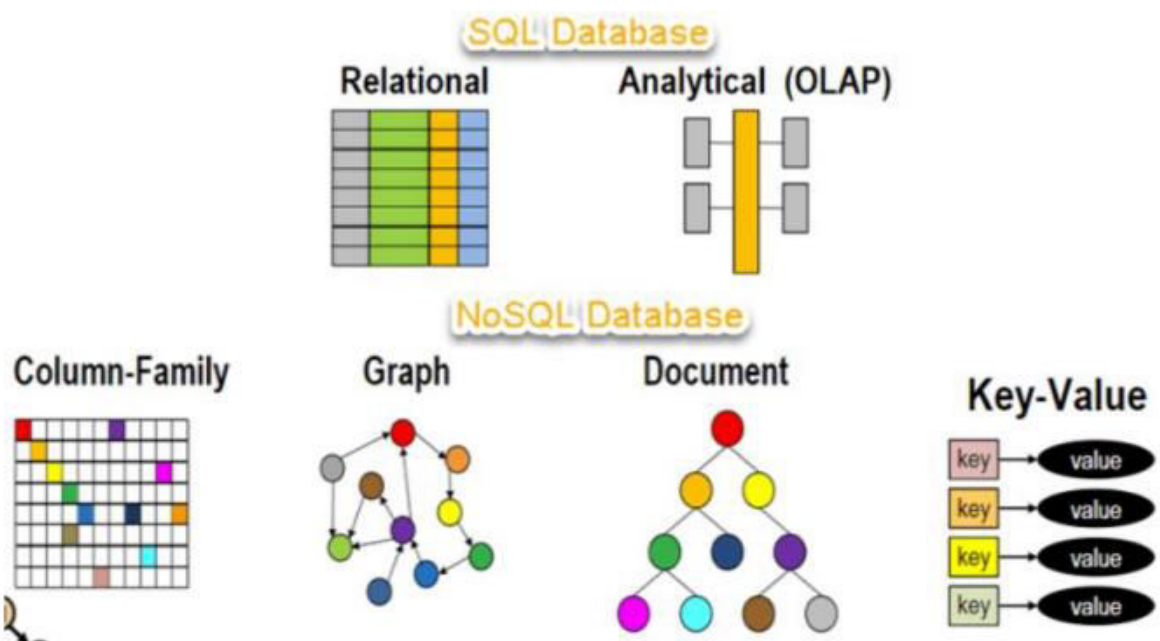 SQL Database
Relational
Analytical (OLAP)
NoSQL Database
Column-Family
Graph
Document
Key-Value
key
value
key
value
key
value
key
value